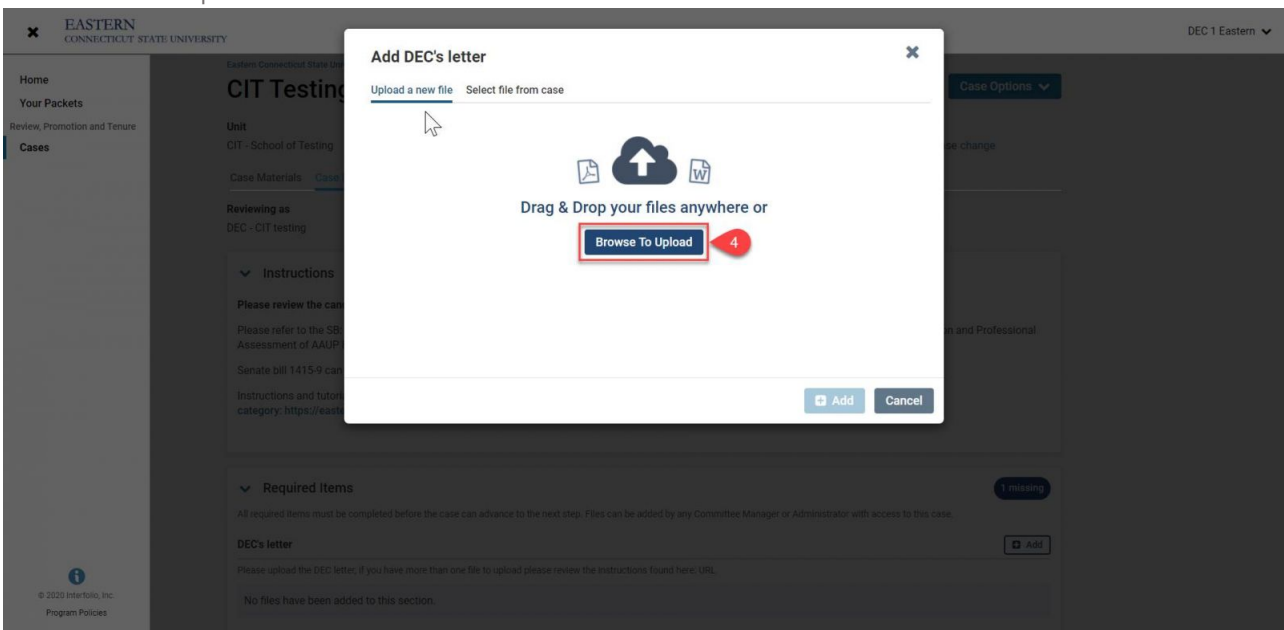 EASTERN
CONNECTICUT STATE UNIVERSITY
DEC 1 Eastern
Home
Your Packets
Review, Promotion and Tenure
Cases
© 2020 Interfolio, Inc.
Program Policies
Eastern Connecticut State Un
CIT Testing
Case Options
Unit
CIT - School of Testing
se change
Case Materials Case
Reviewing as
DEC - CIT testing
Instructions
Please review the can
Please refer to the SB:
on and Professional
Assessment of AAUP
Senate bill 1415-9 can
Instructions and tutori
category: https://easte
Add DEC's letter
Upload a new file Select file from case
W
Drag & Drop your files anywhere or
Browse To Upload 4
Add Cancel
Required Items
1 missing
All required items must be completed before the case can advance to the next step. Files can be added by any Committee Manager or Administrator with access to this case.
DEC's letter
Add
Please upload the DEC letter, if you have more than one file to upload please review the instructions found here: URL
No files have been added to this section.